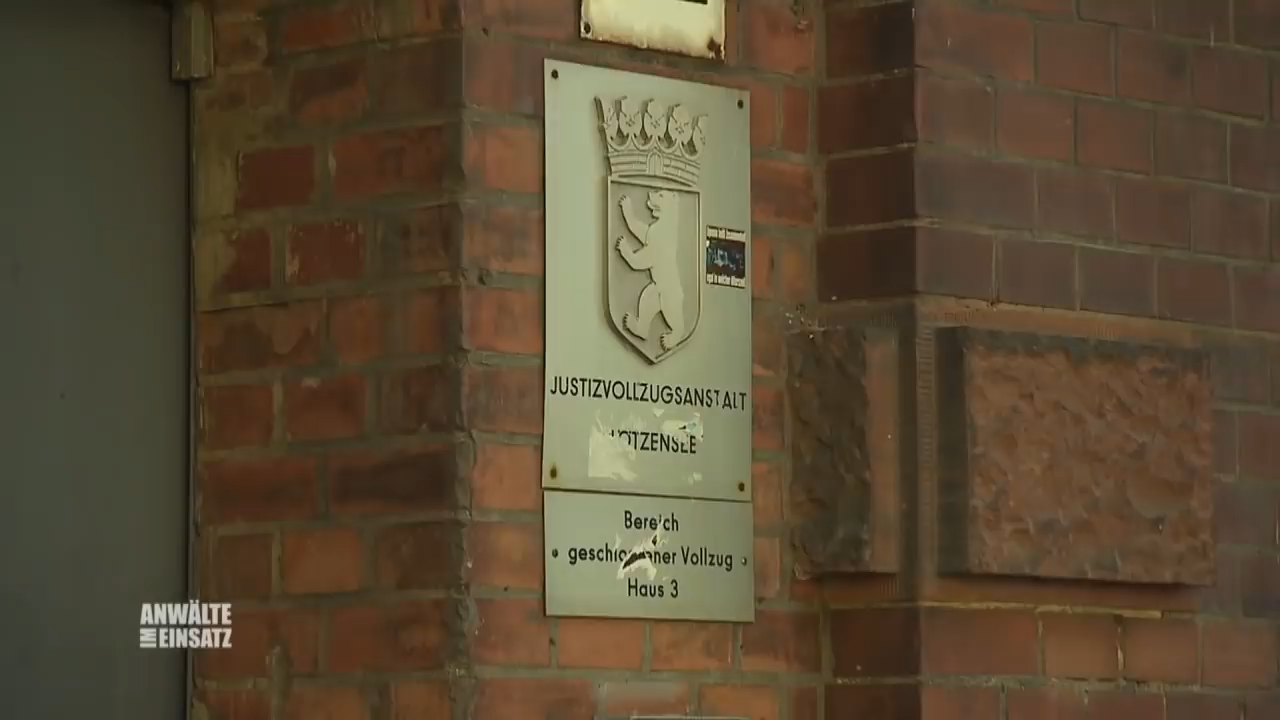 JUSTIZVOLLZUGSANSTALT
Bereich
Vollzug
Haus 3
ANWÄLTE
IM EINSATZ